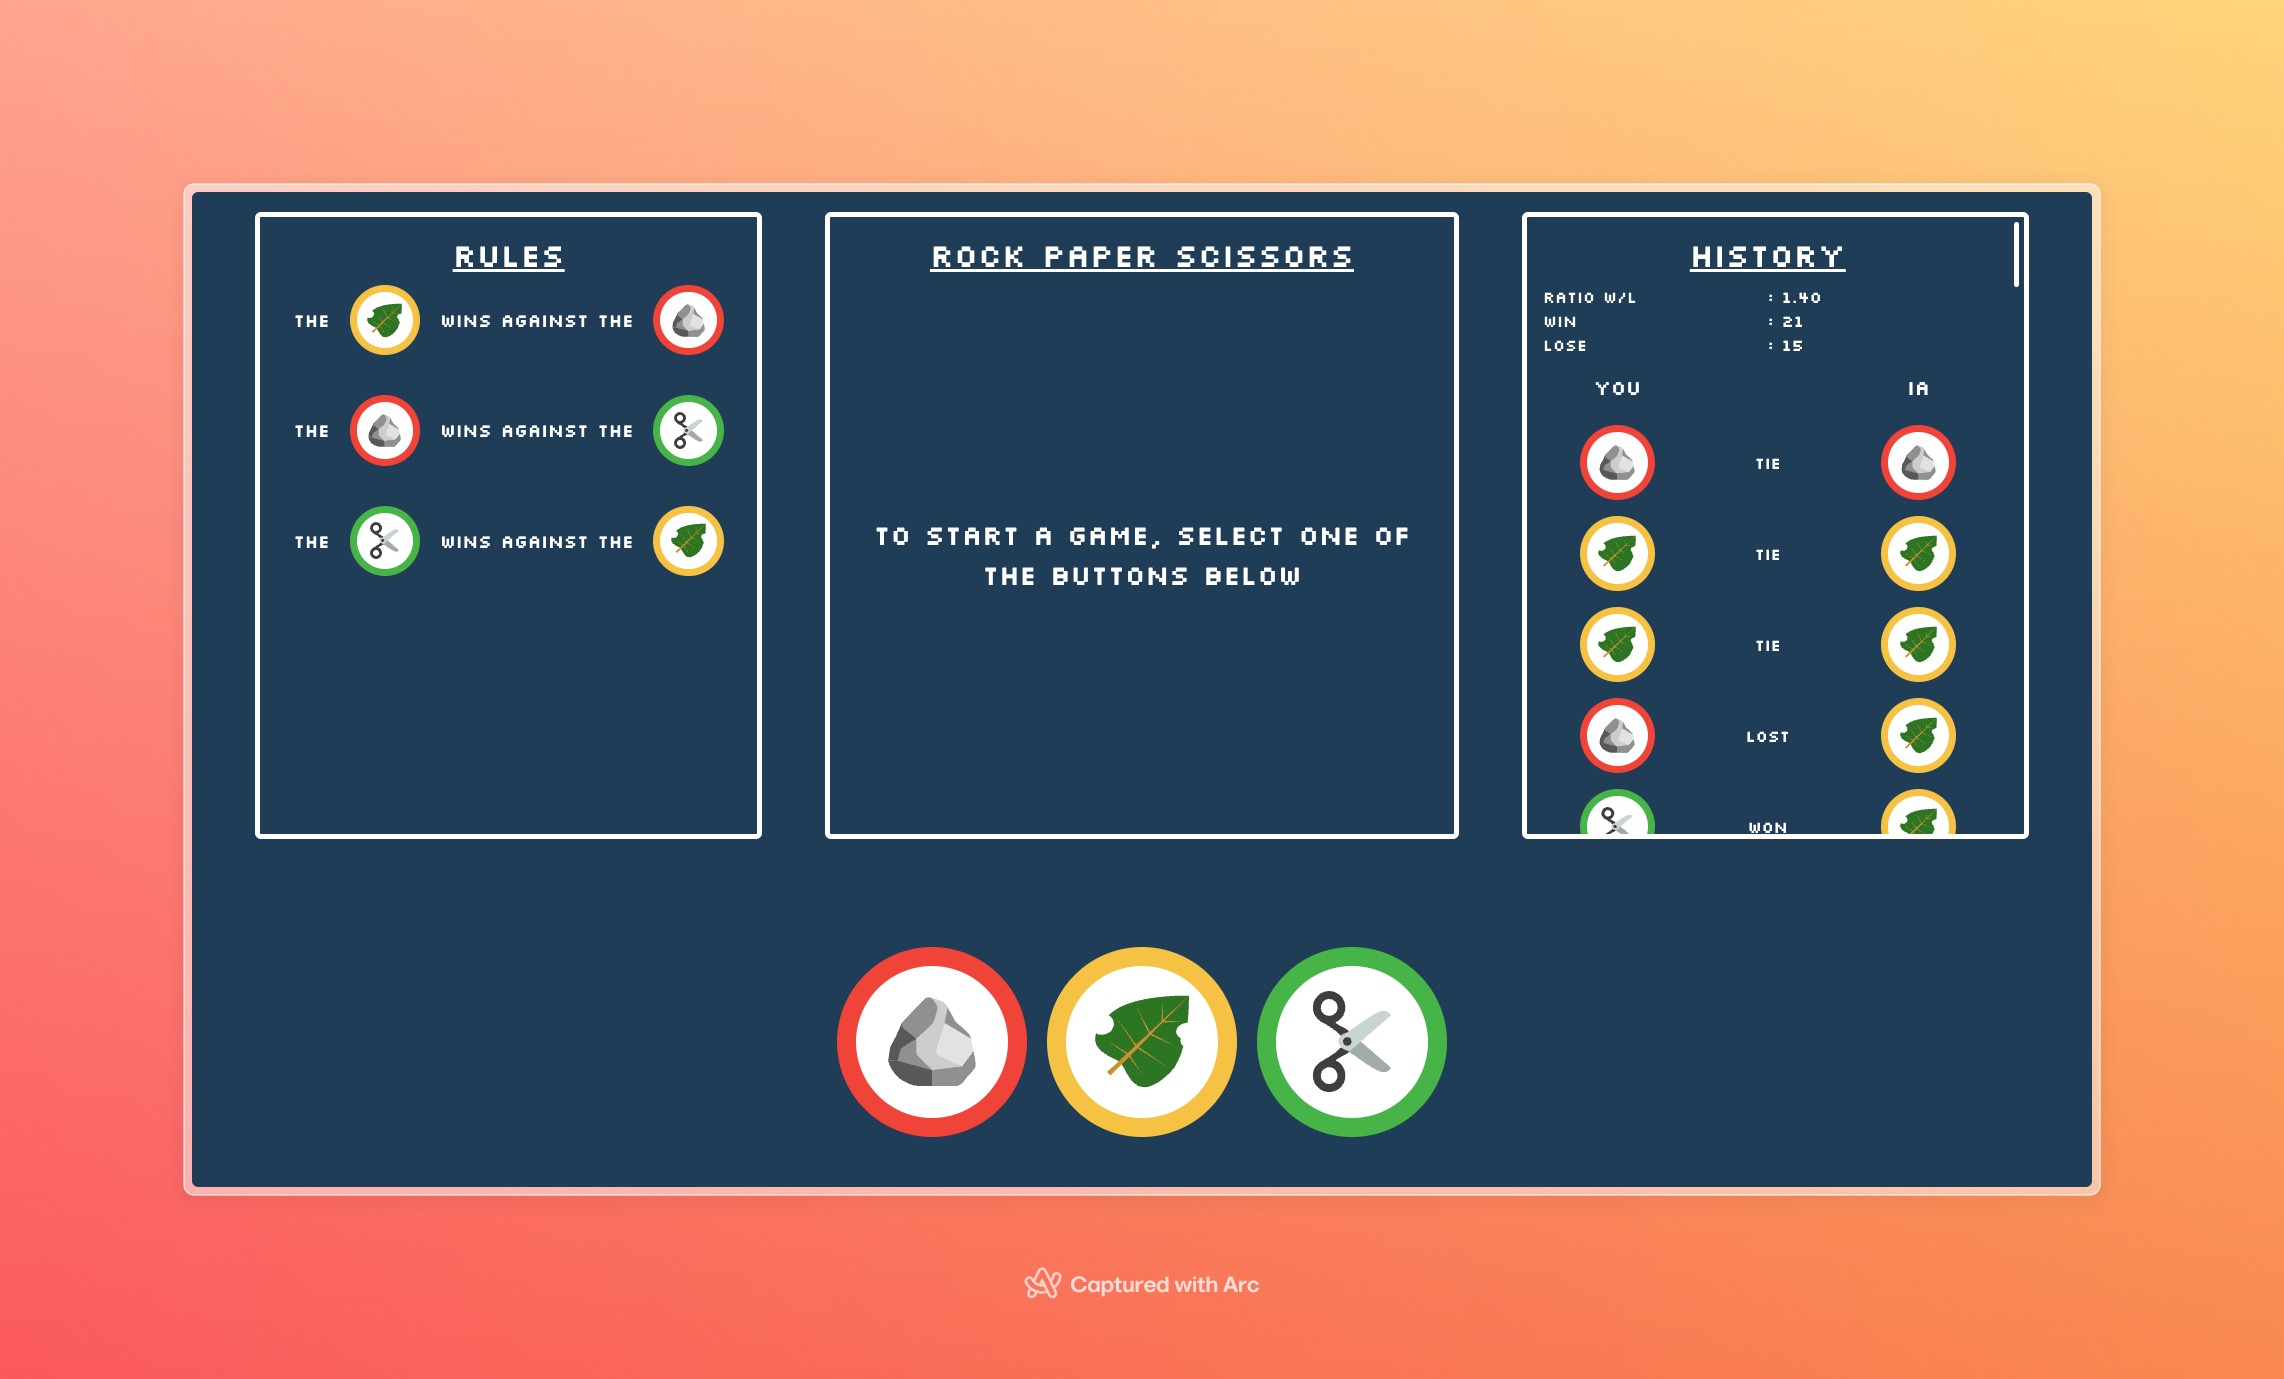 RULES
THE WINS AGAINST THE
THE WINS AGAINST THE
THE WINS AGAINST THE
ROCK PAPER SCISSORS
TO START A GAME, SELECT ONE OF
THE BUTTONS BELOW
HISTORY
RATIO W/L : 1.40
WIN : 21
LOSE : 15
YOU IA
TIE
TIE
TIE
LOST
WON
Captured with Arc